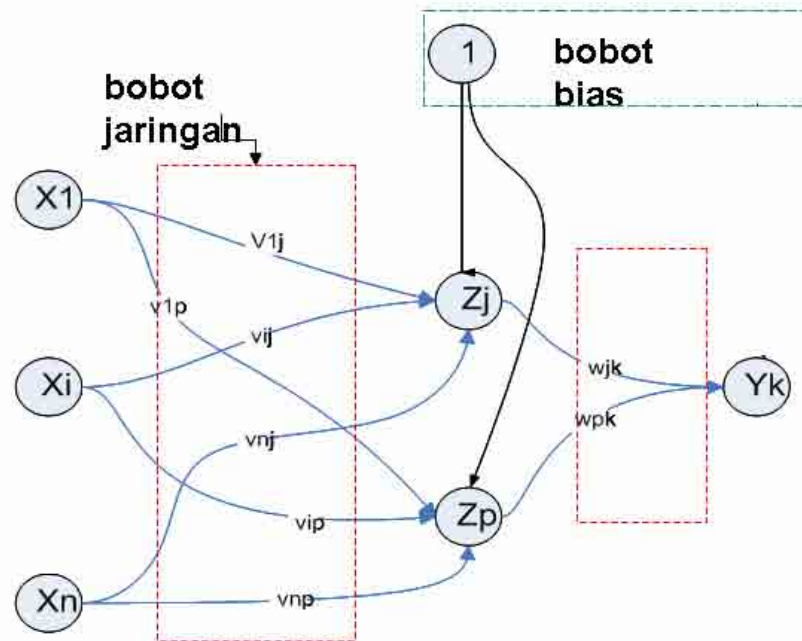 1
bobot
bias
bobot
jaringan
X1
V1j
v1p
Zj
vij
wjk
Xi
Yk
wpk
vnj
vip
Zp
Xn
vnp